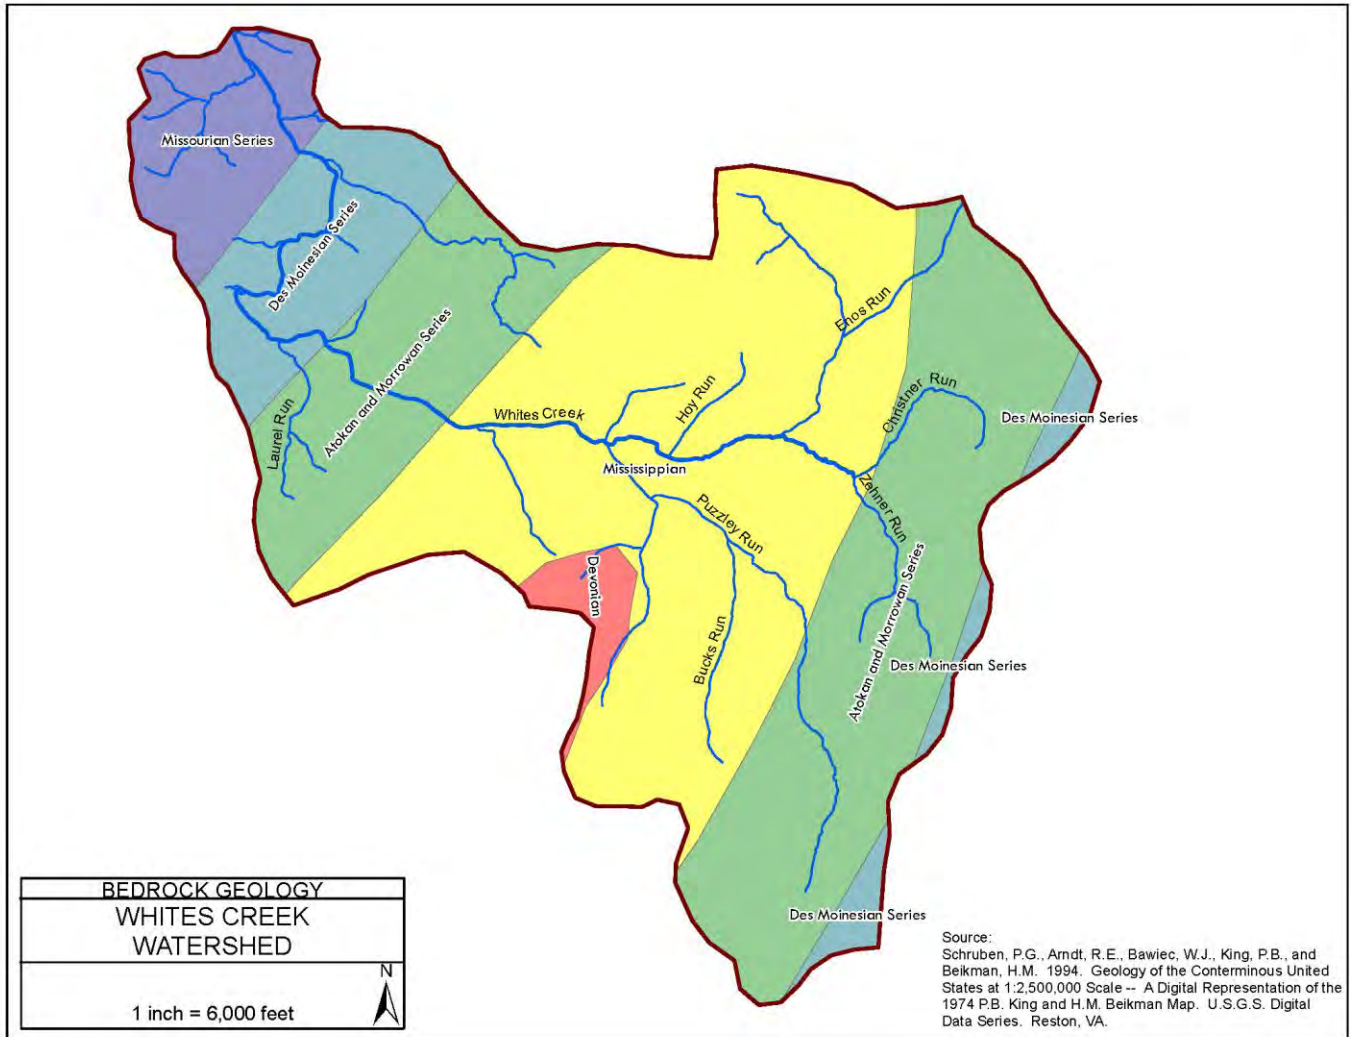 Missourian Series
Des Moinesian Series
Atokan and Morrowan Series
Laurel Run
Whites Creek
Hoy Run
Enos Run
Christner Run
Des Moinesian Series
Mississippian
Puzzley Run
Zehner Run
Devonian
Bucks Run
Atokan and Morrowan Series
Des Moinesian Series
Des Moinesian Series
BEDROCK GEOLOGY
WHITES CREEK
WATERSHED
N
1 inch = 6,000 feet
Source:
Schruben, P.G., Arndt, R.E., Bawiec, W.J., King, P.B., and
Beikman, H.M. 1994. Geology of the Conterminous United
States at 1:2,500,000 Scale -- A Digital Representation of the
1974 P.B. King and H.M. Beikman Map. U.S.G.S. Digital
Data Series. Reston, VA.